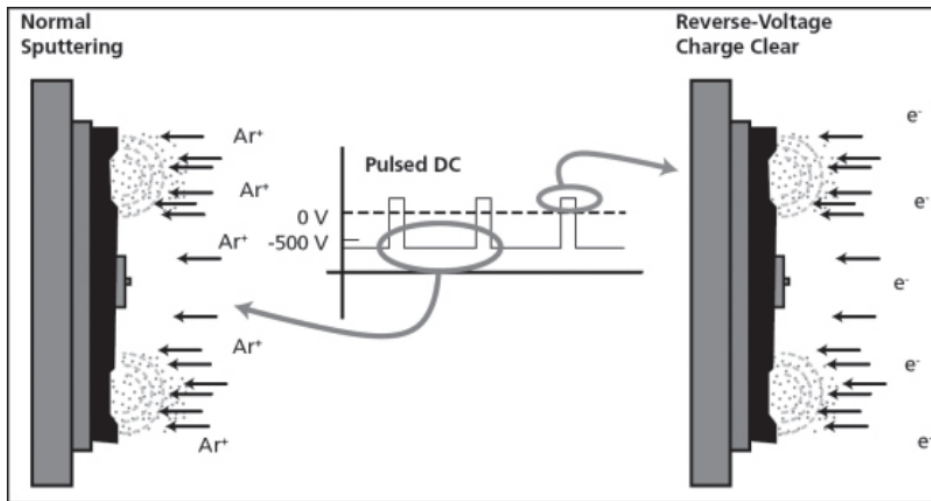 Normal
Sputtering
Reverse-Voltage
Charge Clear
Ar⁺
Ar⁺
Ar⁺
Ar⁺
Ar⁺
Pulsed DC
0 V
-500 V
e⁻
e⁻
e⁻
e⁻
e⁻